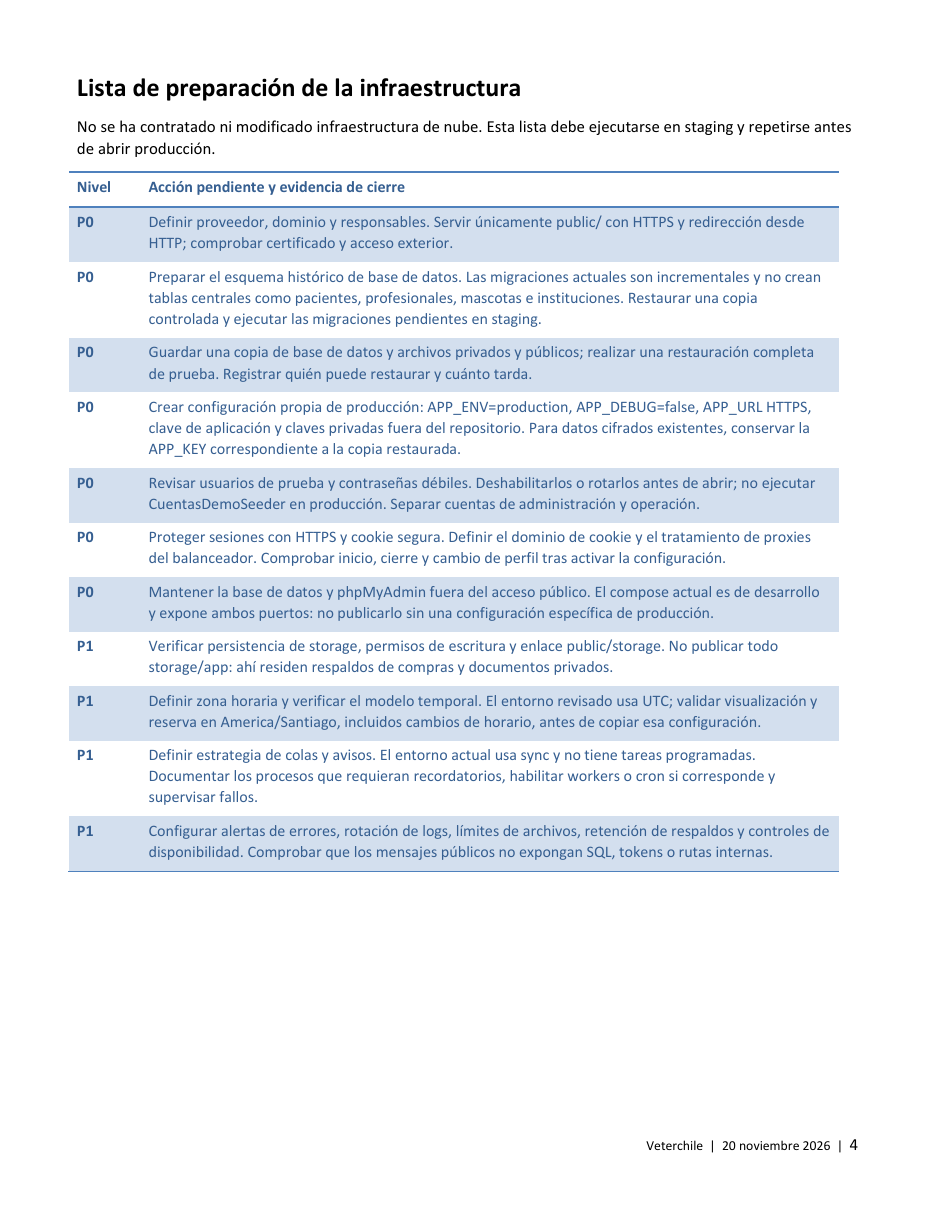 Lista de preparación de la infraestructura
No se ha contratado ni modificado infraestructura de nube. Esta lista debe ejecutarse en staging y repetirse antes
de abrir producción.
Nivel Acción pendiente y evidencia de cierre
P0 Definir proveedor, dominio y responsables. Servir únicamente public/ con HTTPS y redirección desde
HTTP; comprobar certificado y acceso exterior.
P0 Preparar el esquema histórico de base de datos. Las migraciones actuales son incrementales y no crean
tablas centrales como pacientes, profesionales, mascotas e instituciones. Restaurar una copia
controlada y ejecutar las migraciones pendientes en staging.
P0 Guardar una copia de base de datos y archivos privados y públicos; realizar una restauración completa
de prueba. Registrar quién puede restaurar y cuánto tarda.
P0 Crear configuración propia de producción: APP_ENV=production, APP_DEBUG=false, APP_URL HTTPS,
clave de aplicación y claves privadas fuera del repositorio. Para datos cifrados existentes, conservar la
APP_KEY correspondiente a la copia restaurada.
P0 Revisar usuarios de prueba y contraseñas débiles. Deshabilitarlos o rotarlos antes de abrir; no ejecutar
CuentasDemoSeeder en producción. Separar cuentas de administración y operación.
P0 Proteger sesiones con HTTPS y cookie segura. Definir el dominio de cookie y el tratamiento de proxies
del balanceador. Comprobar inicio, cierre y cambio de perfil tras activar la configuración.
P0 Mantener la base de datos y phpMyAdmin fuera del acceso público. El compose actual es de desarrollo
y expone ambos puertos: no publicarlo sin una configuración específica de producción.
P1 Verificar persistencia de storage, permisos de escritura y enlace public/storage. No publicar todo
storage/app: ahí residen respaldos de compras y documentos privados.
P1 Definir zona horaria y verificar el modelo temporal. El entorno revisado usa UTC; validar visualización y
reserva en America/Santiago, incluidos cambios de horario, antes de copiar esa configuración.
P1 Definir estrategia de colas y avisos. El entorno actual usa sync y no tiene tareas programadas.
Documentar los procesos que requieran recordatorios, habilitar workers o cron si corresponde y
supervisar fallos.
P1 Configurar alertas de errores, rotación de logs, límites de archivos, retención de respaldos y controles de
disponibilidad. Comprobar que los mensajes públicos no expongan SQL, tokens o rutas internas.
Veterchile | 20 noviembre 2026 | 4